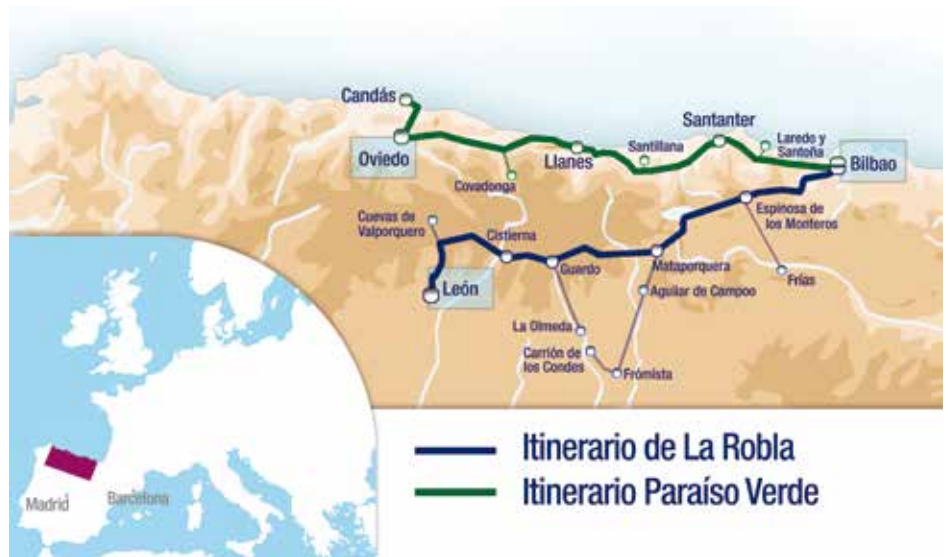 Candás
Oviedo
Covadonga
Llanes
Santillana
Santanter
Laredo y
Santoña
Bilbao
Cuevas de
Valporquero
Cistierna
León
Guardo
Mataporquera
Espinosa de
los Monteros
Frías
Aguilar de Campoo
La Olmeda
Carrión de
los Condes
Frómista
Madrid
Barcelona
Itinerario de La Robla
Itinerario Paraíso Verde